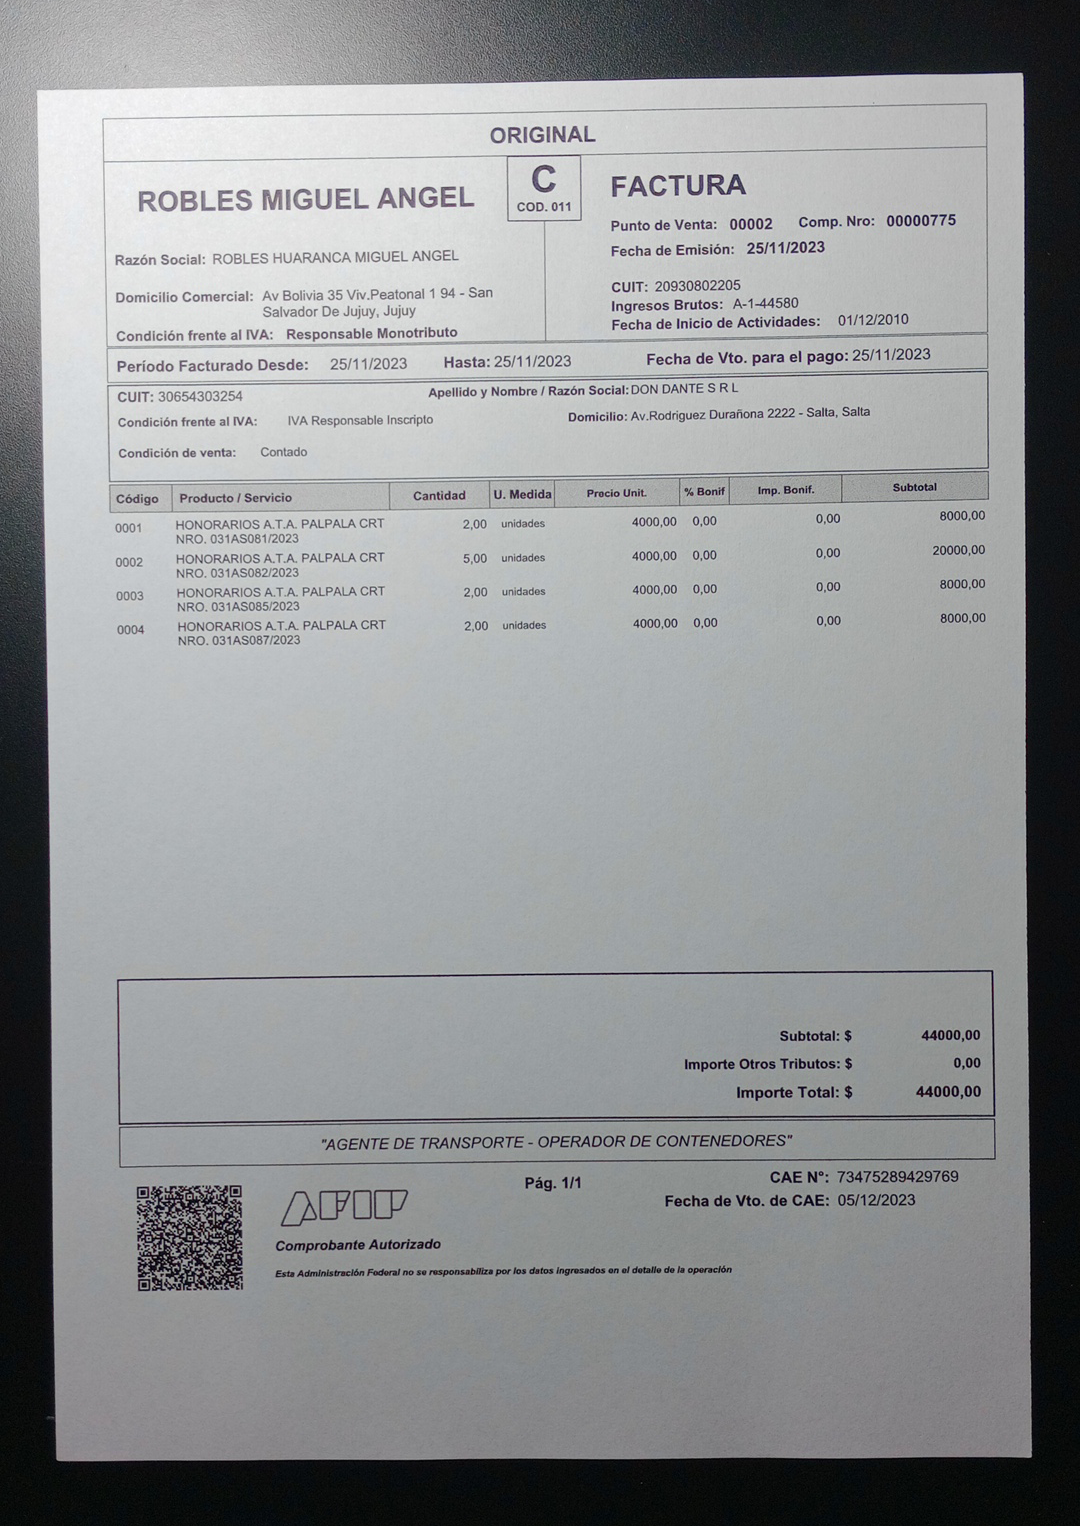 ORIGINAL
ROBLES MIGUEL ANGEL
C
COD. 011
FACTURA
Punto de Venta: 00002 Comp. Nro: 00000775
Fecha de Emisión: 25/11/2023
Razón Social: ROBLES HUARANCA MIGUEL ANGEL
Domicilio Comercial: Av Bolivia 35 Viv.Peatonal 1 94 - San
Salvador De Jujuy, Jujuy
Condición frente al IVA: Responsable Monotributo
CUIT: 20930802205
Ingresos Brutos: A-1-44580
Fecha de Inicio de Actividades: 01/12/2010
Período Facturado Desde: 25/11/2023 Hasta: 25/11/2023 Fecha de Vto. para el pago: 25/11/2023
CUIT: 30654303254 Apellido y Nombre / Razón Social: DON DANTE S R L
Condición frente al IVA: IVA Responsable Inscripto Domicilio: Av.Rodriguez Durañona 2222 - Salta, Salta
Condición de venta: Contado
Código Producto / Servicio Cantidad U. Medida Precio Unit. % Bonif Imp. Bonif. Subtotal
0001 HONORARIOS A.T.A. PALPALA CRT 2,00 unidades 4000,00 0,00 0,00 8000,00
NRO. 031AS081/2023
0002 HONORARIOS A.T.A. PALPALA CRT 5,00 unidades 4000,00 0,00 0,00 20000,00
NRO. 031AS082/2023
0003 HONORARIOS A.T.A. PALPALA CRT 2,00 unidades 4000,00 0,00 0,00 8000,00
NRO. 031AS085/2023
0004 HONORARIOS A.T.A. PALPALA CRT 2,00 unidades 4000,00 0,00 0,00 8000,00
NRO. 031AS087/2023
Subtotal: $ 44000,00
Importe Otros Tributos: $ 0,00
Importe Total: $ 44000,00
"AGENTE DE TRANSPORTE - OPERADOR DE CONTENEDORES"
AFIP
Pág. 1/1
CAE N°: 73475289429769
Fecha de Vto. de CAE: 05/12/2023
Comprobante Autorizado
Esta Administración Federal no se responsabiliza por los datos ingresados en el detalle de la operación